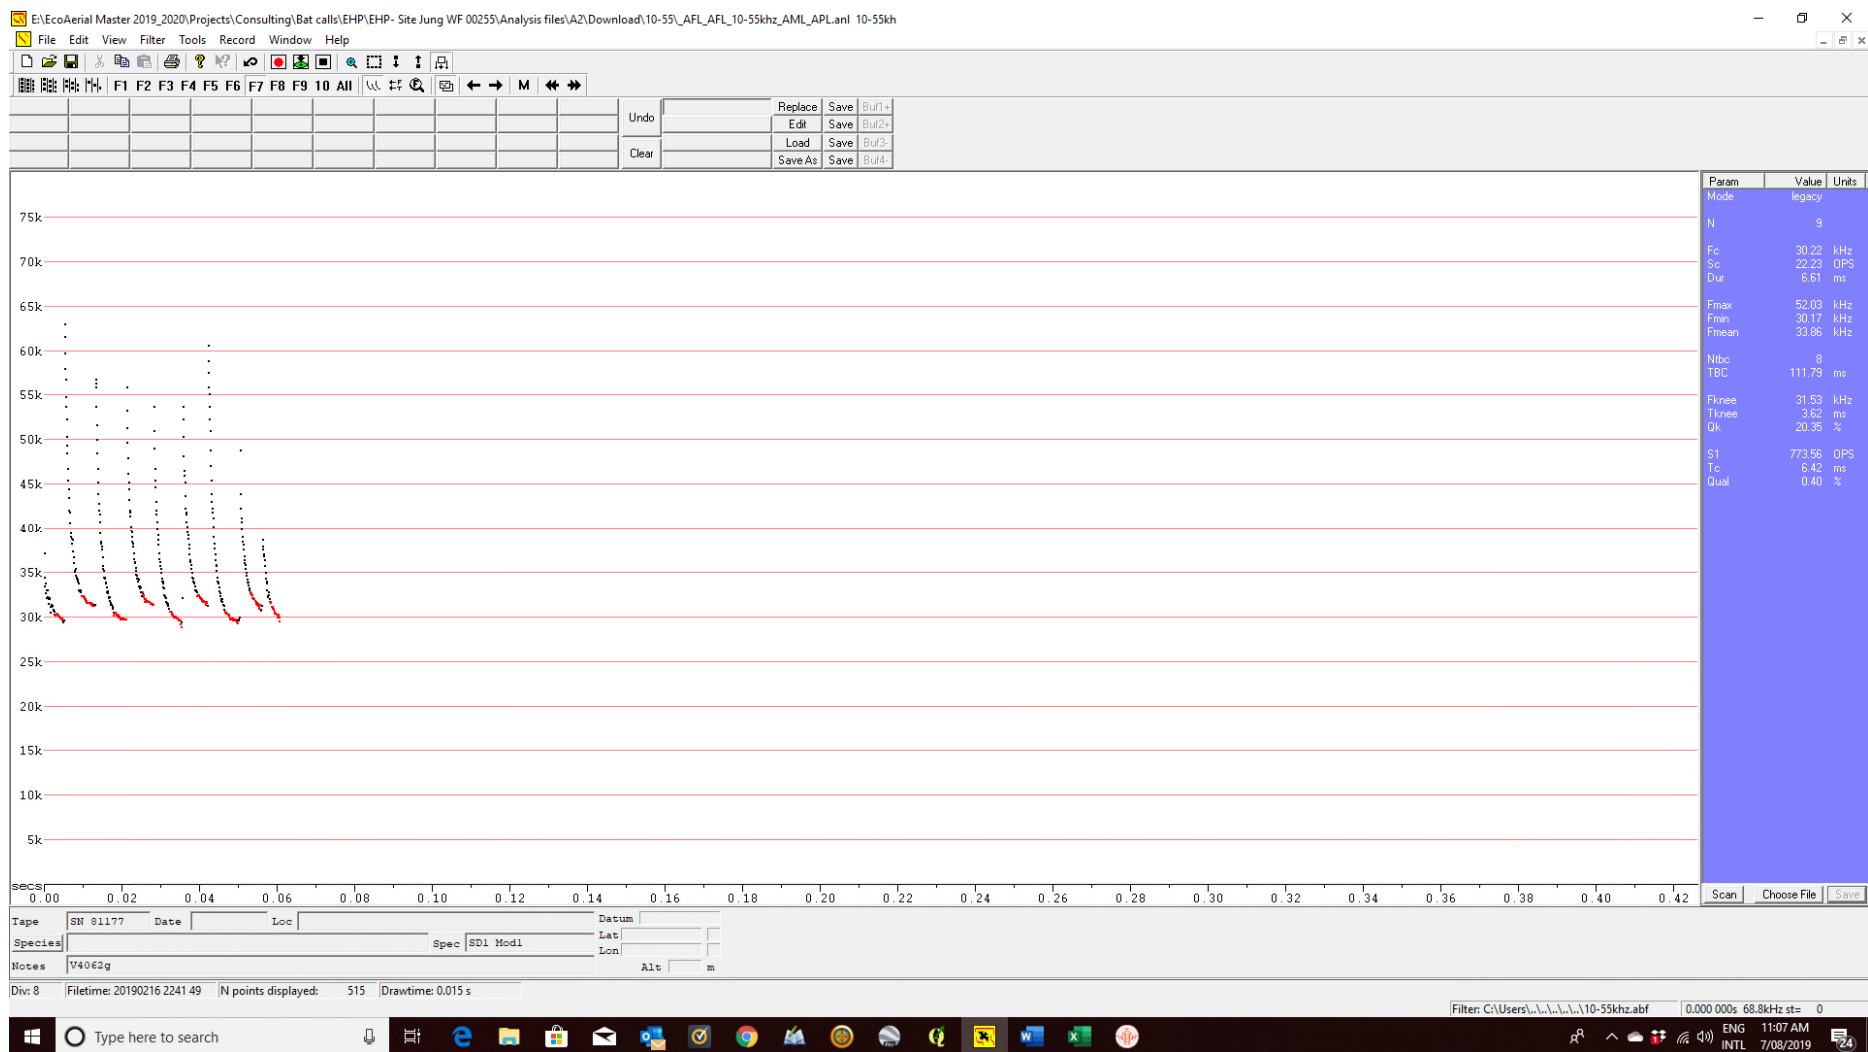 E:\EcoAerial Master 2019_2020\Projects\Consulting\Bat calls\EHP\EHP- Site Jung WF 00255\Analysis files\A2\Download\10-55\_AFL_AFL_10-55khz_AML_APL.anl 10-55kh
File Edit View Filter Tools Record Window Help
F1 F2 F3 F4 F5 F6 F7 F8 F9 10 All M
Undo Replace Save Buf1+
Edit Save Buf2+
Clear Load Save Buf3-
Save As Save Buf4-
Param Value Units
Mode legacy
N 9
Fc 30.22 kHz
Sc 22.23 OPS
Dur 6.61 ms
Fmax 52.03 kHz
Fmin 30.17 kHz
Fmean 33.86 kHz
Ntbc 8
TBC 111.79 ms
Fknee 31.53 kHz
Tknee 3.62 ms
Qk 20.35 %
S1 773.56 OPS
Tc 6.42 ms
Qual 0.40 %
75k
70k
65k
60k
55k
50k
45k
40k
35k
30k
25k
20k
15k
10k
5k
secs
0.00 0.02 0.04 0.06 0.08 0.10 0.12 0.14 0.16 0.18 0.20 0.22 0.24 0.26 0.28 0.30 0.32 0.34 0.36 0.38 0.40 0.42
Scan Choose File Save
Tape SN 81177 Date Loc Datum
Species Spec SD1 Mod1 Lat
Lon
Notes V4062g Alt m
Div: 8 Filetime: 20190216 2241 49 N points displayed: 515 Drawtime: 0.015 s
Filter: C:\Users\..\..\..\..\..\10-55khz.abf 0.000 000s 68.8kHz st= 0
Type here to search
ENG 11:07 AM
INTL 7/08/2019 24